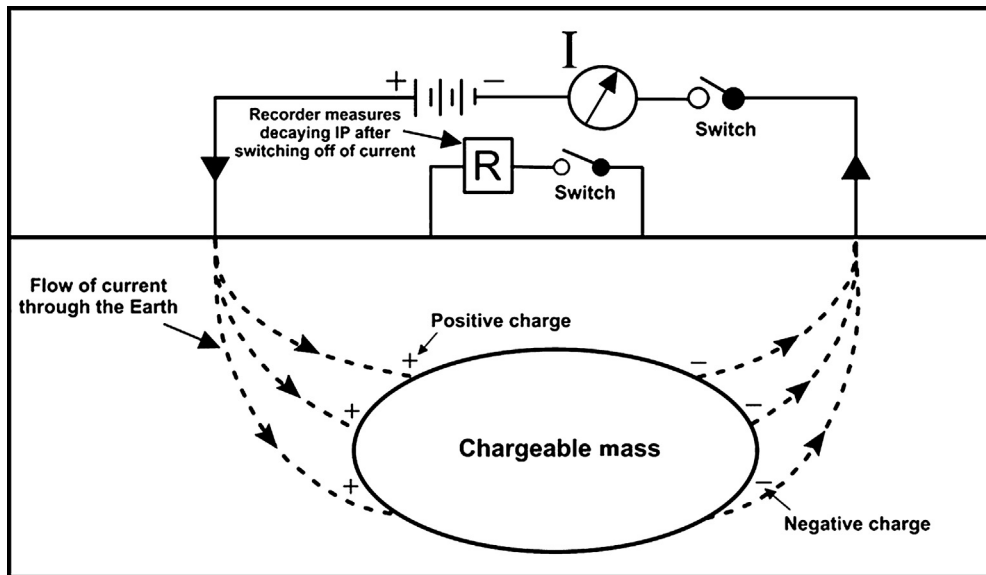 I
+ −
Recorder measures
decaying IP after
switching off of current
Switch
R
Switch
Flow of current
through the Earth
Positive charge
+ −
+ −
Chargeable mass
+ −
Negative charge